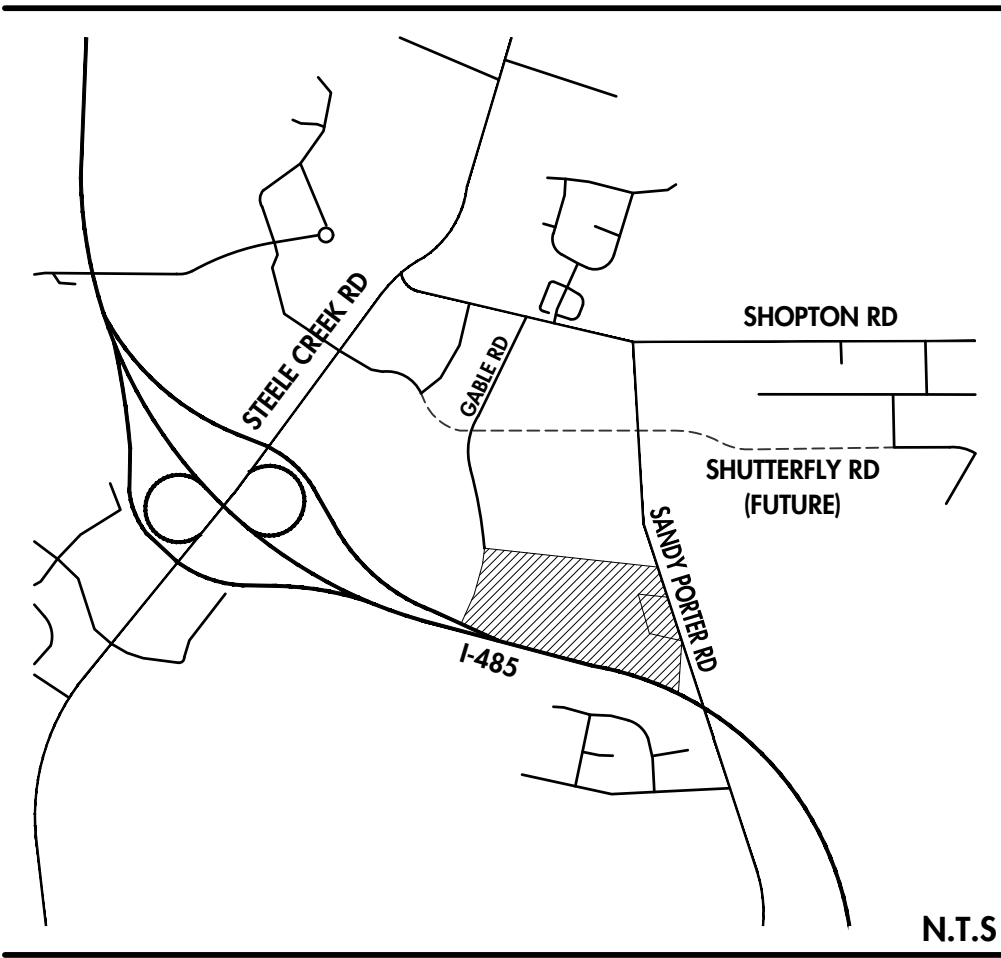 STEELE CREEK RD
SHOPTON RD
GABLE RD
SHUTTERFLY RD
(FUTURE)
SANDY PORTER RD
I-485
N.T.S